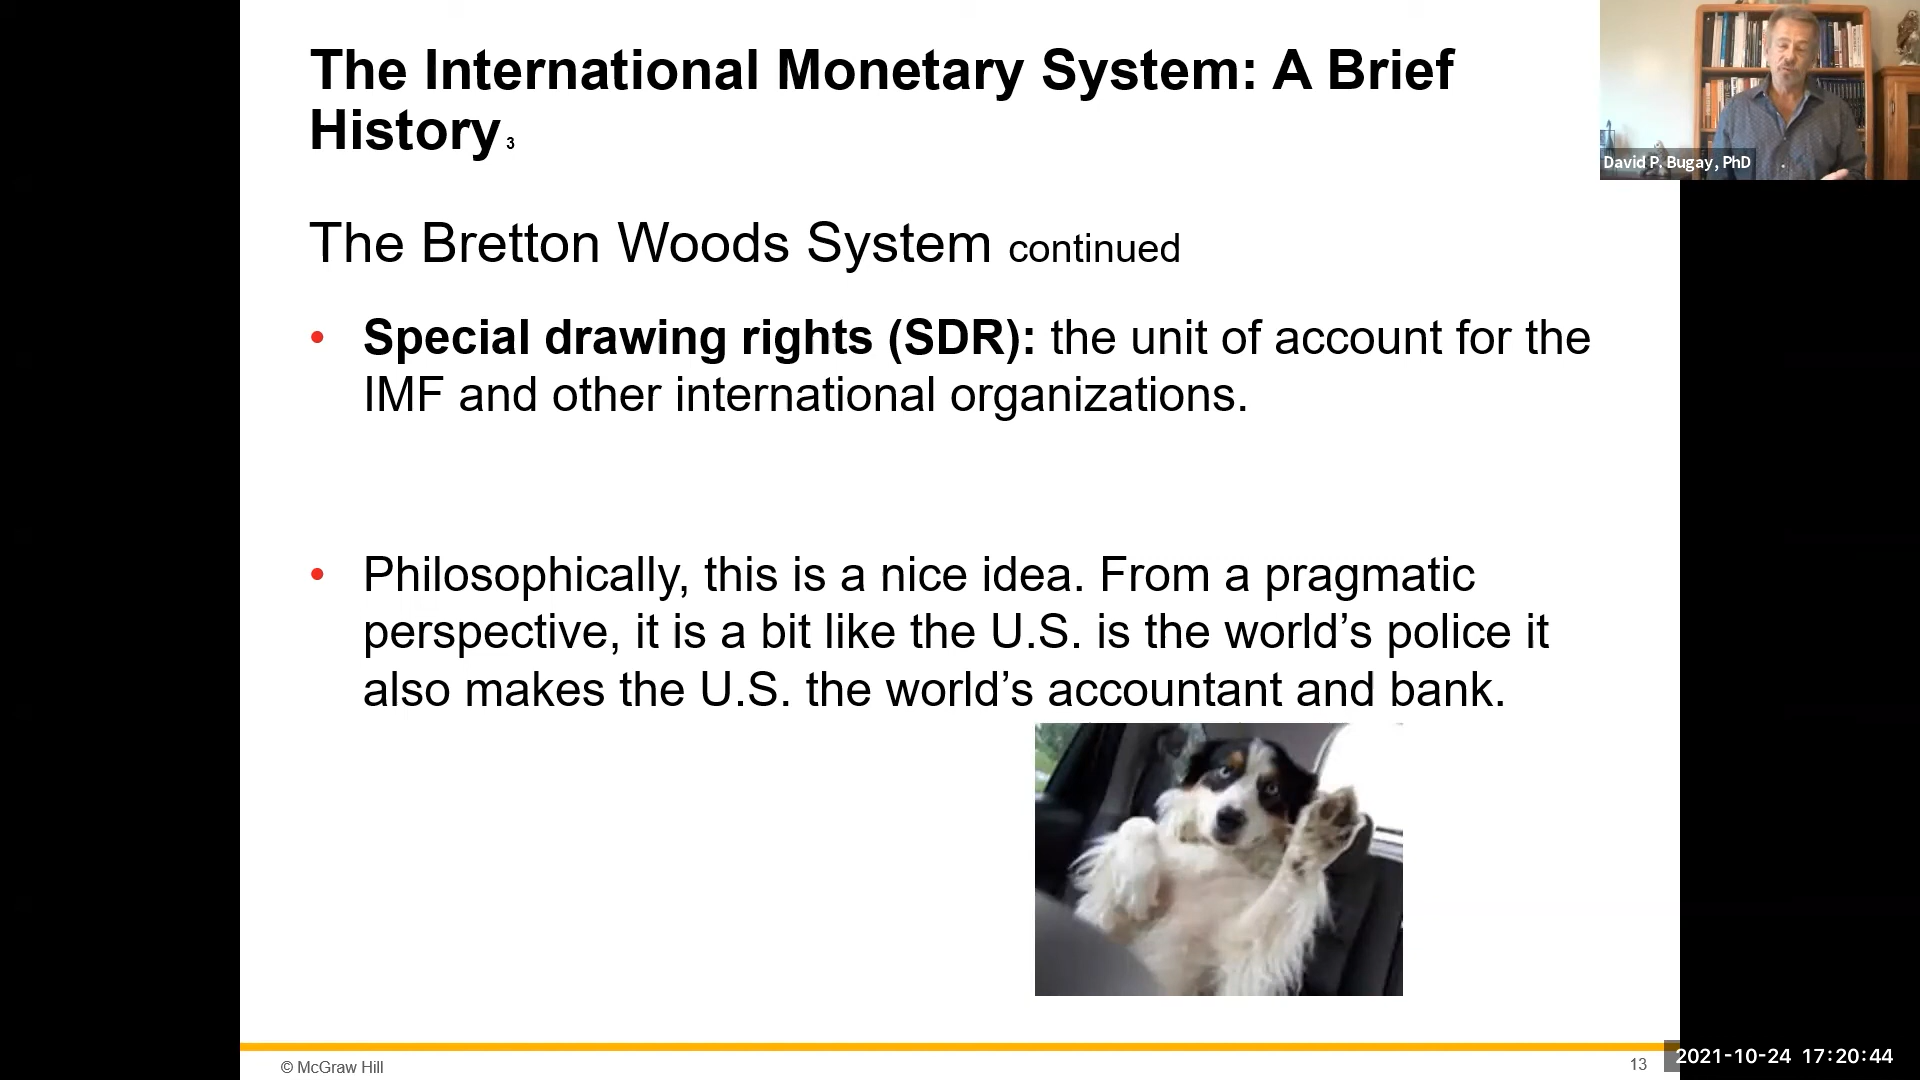 The International Monetary System: A Brief
History 3
David P. Bugay, PhD
The Bretton Woods System continued
• Special drawing rights (SDR): the unit of account for the
IMF and other international organizations.
• Philosophically, this is a nice idea. From a pragmatic
perspective, it is a bit like the U.S. is the world’s police it
also makes the U.S. the world’s accountant and bank.
© McGraw Hill
13
2021-10-24 17:20:44